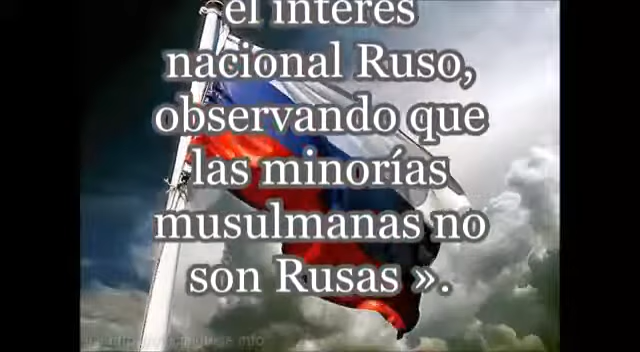 el interés
nacional Ruso,
observando que
las minorías
musulmanas no
son Rusas ».